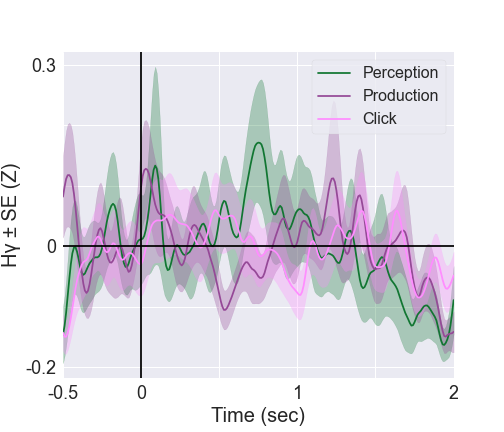 Hγ ± SE (Z)
0.3
0
-0.2
Perception
Production
Click
-0.5
0
1
2
Time (sec)